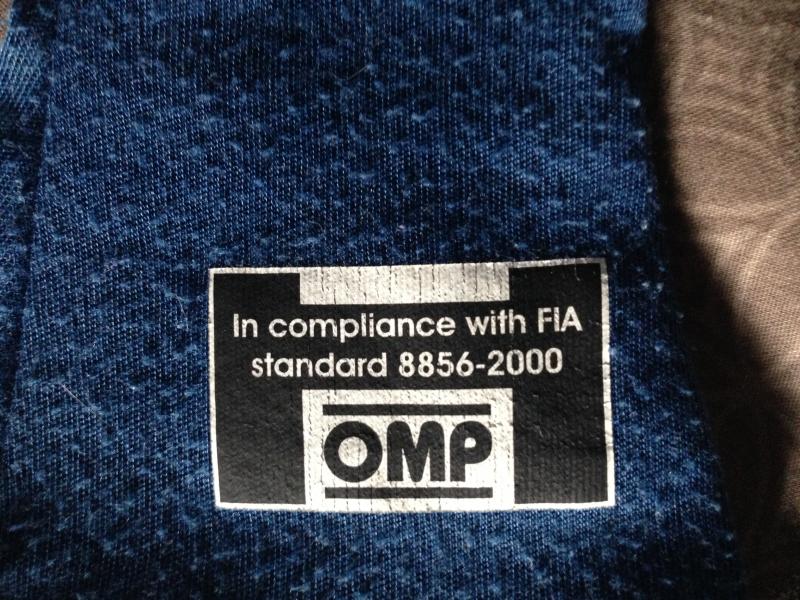 In compliance with FIA
standard 8856-2000
OMP